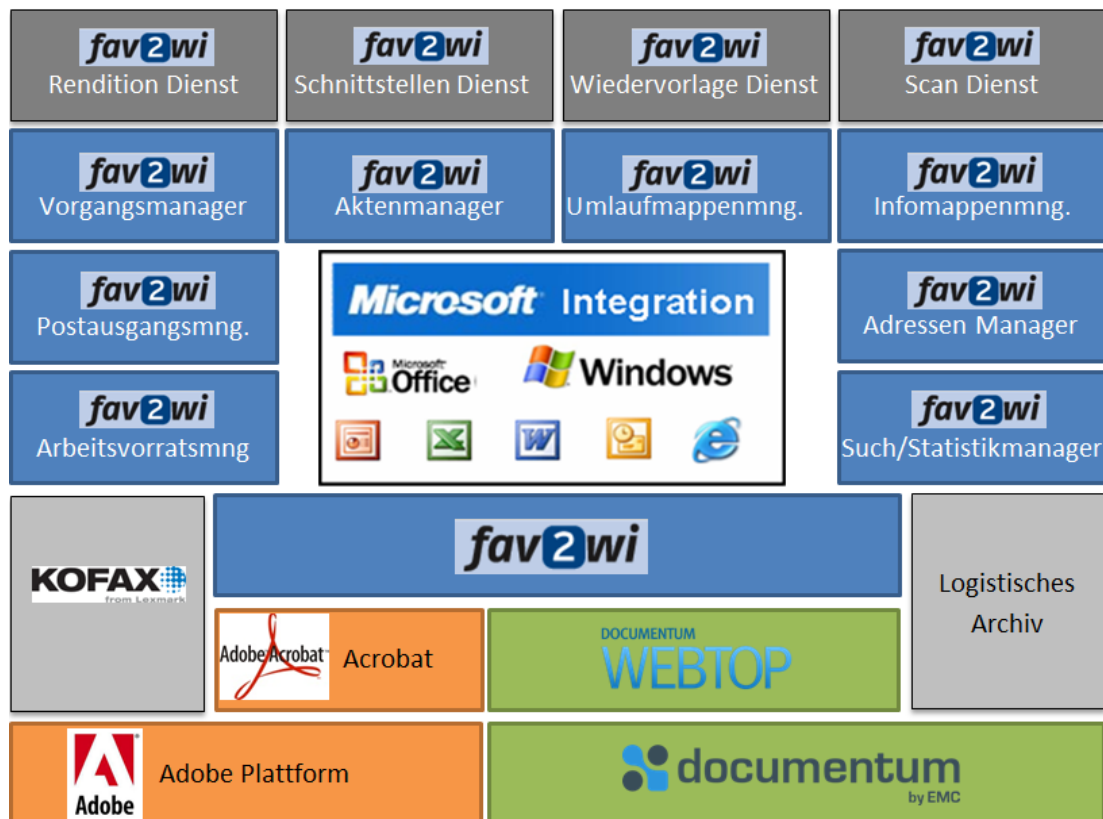 fav2wi
Rendition Dienst
fav2wi
Schnittstellen Dienst
fav2wi
Wiedervorlage Dienst
fav2wi
Scan Dienst
fav2wi
Vorgangsmanager
fav2wi
Aktenmanager
fav2wi
Umlaufmappenmng.
fav2wi
Infomappenmng.
fav2wi
Postausgangsmng.
Microsoft Integration
Microsoft
Office
Windows
fav2wi
Adressen Manager
fav2wi
Arbeitsvorratsmng
fav2wi
Such/Statistikmanager
KOFAX
from Lexmark
fav2wi
Logistisches
Archiv
Adobe Acrobat
Acrobat
DOCUMENTUM
WEBTOP
Adobe
Adobe Plattform
documentum
by EMC